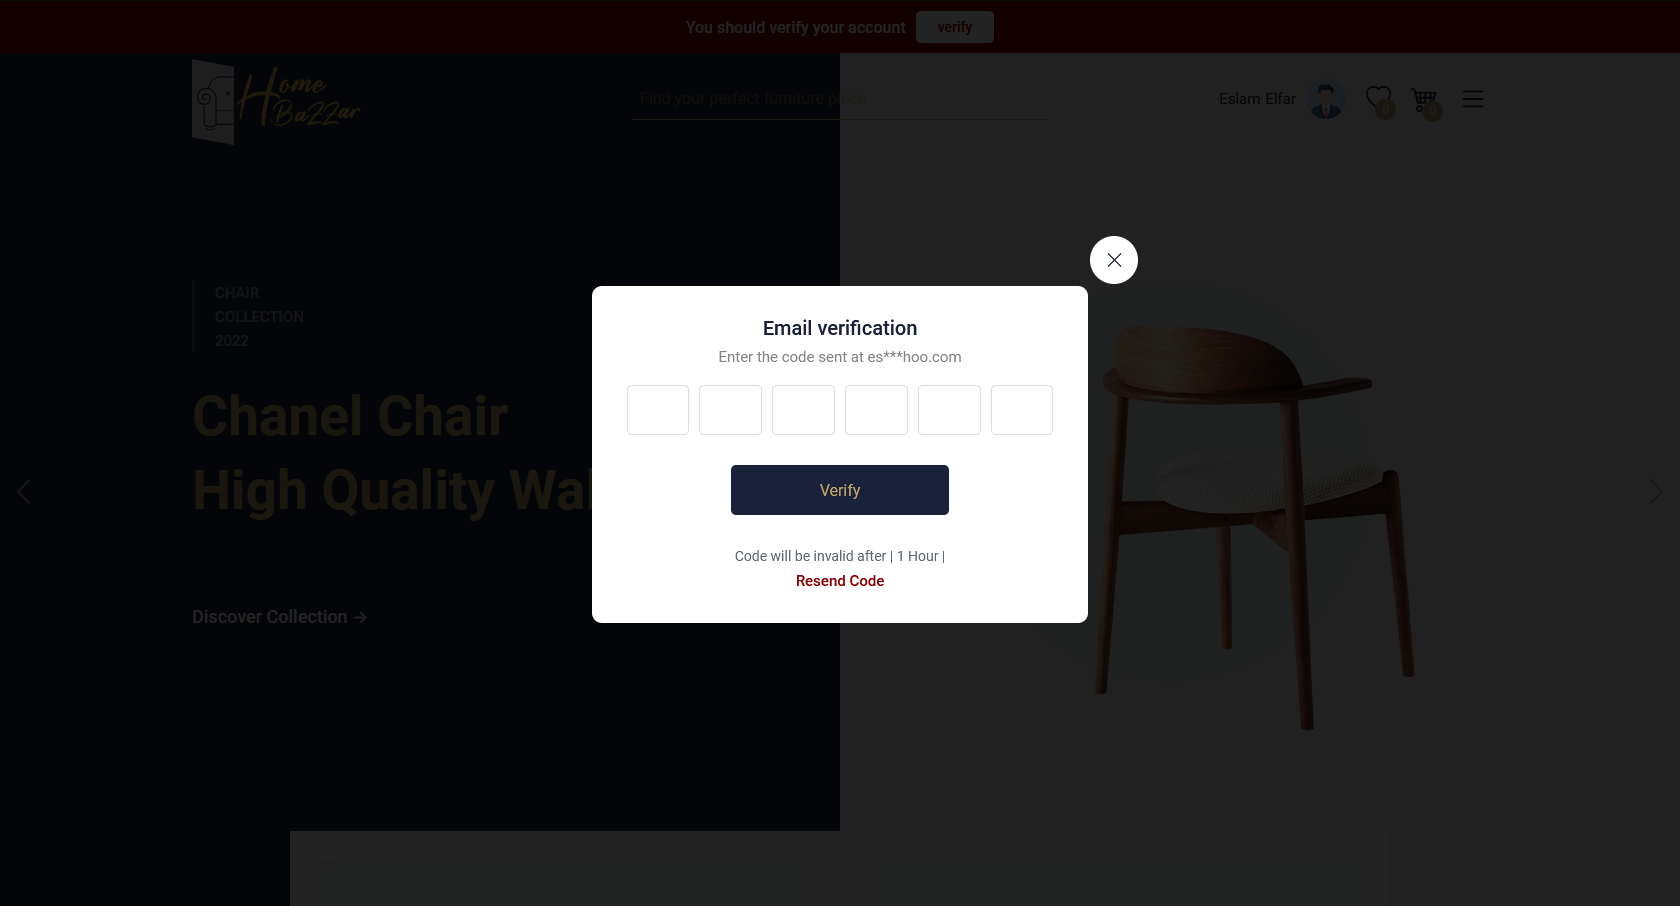 You should verify your account verify
Home
BaZZar
Find your perfect furniture piece
Eslam Elfar
CHAIR
COLLECTION
2022
Chanel Chair
High Quality Wal
Discover Collection →
Email verification
Enter the code sent at es***hoo.com
Verify
Code will be invalid after | 1 Hour |
Resend Code